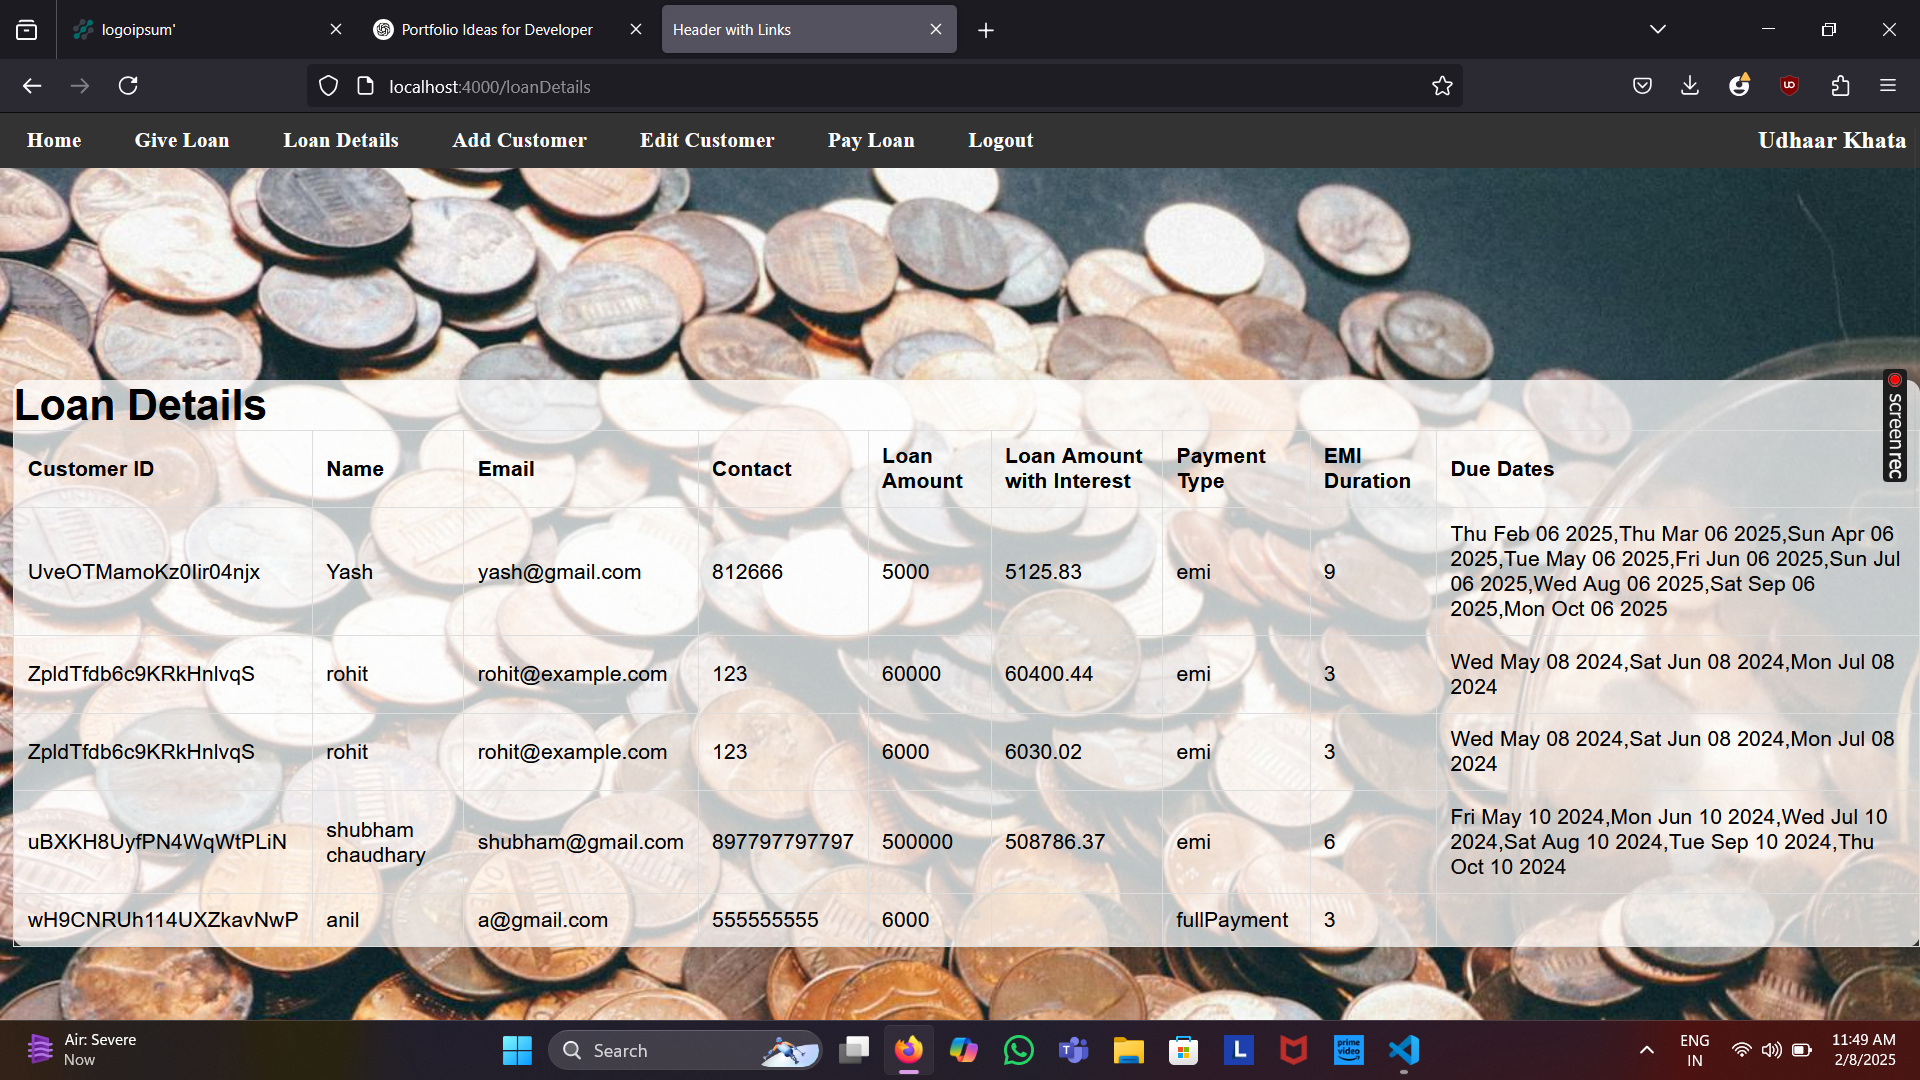 logoipsum'
Portfolio Ideas for Developer
Header with Links
localhost:4000/loanDetails
Home
Give Loan
Loan Details
Add Customer
Edit Customer
Pay Loan
Logout
Udhaar Khata
Loan Details
Customer ID
Name
Email
Contact
Loan
Amount
Loan Amount
with Interest
Payment
Type
EMI
Duration
Due Dates
UveOTMamoKz0Iir04njx
Yash
yash@gmail.com
812666
5000
5125.83
emi
9
Thu Feb 06 2025,Thu Mar 06 2025,Sun Apr 06
2025,Tue May 06 2025,Fri Jun 06 2025,Sun Jul
06 2025,Wed Aug 06 2025,Sat Sep 06
2025,Mon Oct 06 2025
ZpldTfdb6c9KRkHnlvqS
rohit
rohit@example.com
123
60000
60400.44
emi
3
Wed May 08 2024,Sat Jun 08 2024,Mon Jul 08
2024
ZpldTfdb6c9KRkHnlvqS
rohit
rohit@example.com
123
6000
6030.02
emi
3
Wed May 08 2024,Sat Jun 08 2024,Mon Jul 08
2024
uBXKH8UyfPN4WqWtPLiN
shubham
chaudhary
shubham@gmail.com
897797797797
500000
508786.37
emi
6
Fri May 10 2024,Mon Jun 10 2024,Wed Jul 10
2024,Sat Aug 10 2024,Tue Sep 10 2024,Thu
Oct 10 2024
wH9CNRUh114UXZkavNwP
anil
a@gmail.com
555555555
6000
fullPayment
3
screenrec
Air: Severe
Now
Search
prime
video
L
ENG
IN
11:49 AM
2/8/2025